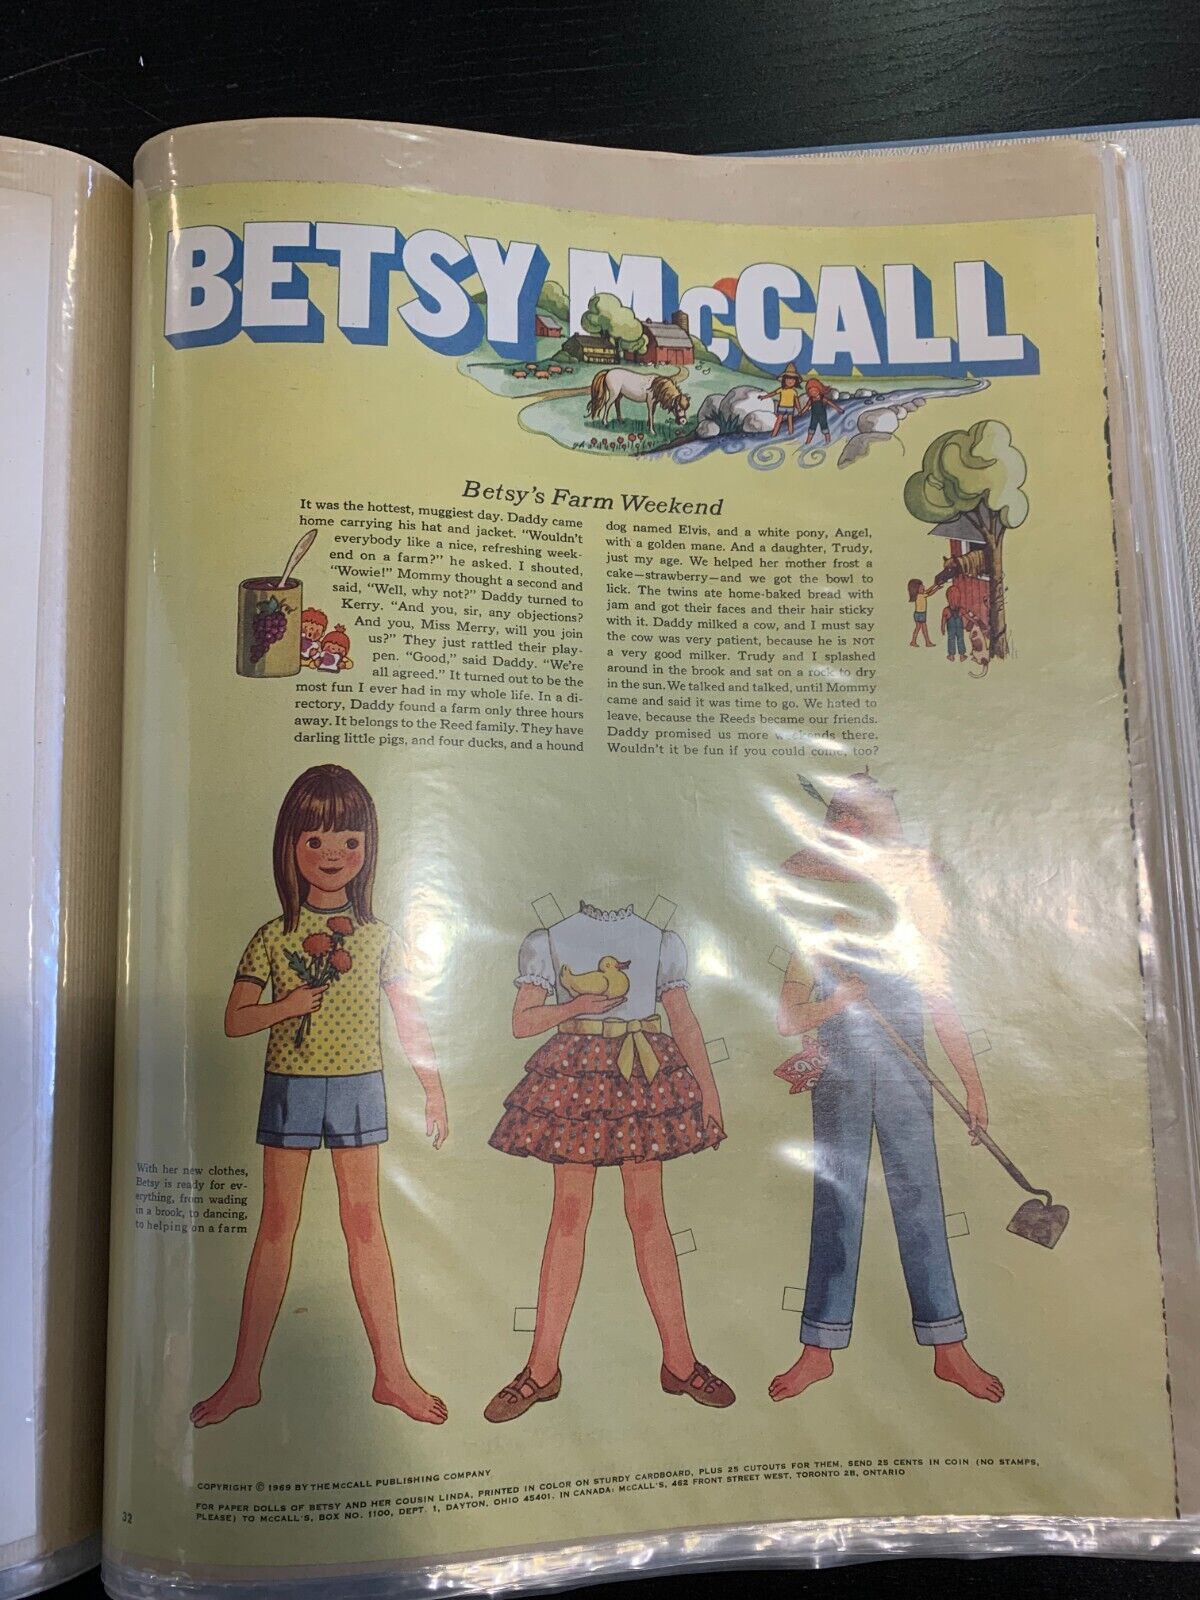 BETSY McCALL
Betsy's Farm Weekend
It was the hottest, muggiest day. Daddy came
home carrying his hat and jacket. “Wouldn't
everybody like a nice, refreshing week-
end on a farm?” he asked. I shouted,
“Wowie!” Mommy thought a second and
said, “Well, why not?” Daddy turned to
Kerry. “And you, sir, any objections?
And you, Miss Merry, will you join
us?” They just rattled their play-
pen. “Good,” said Daddy. “We're
all agreed.” It turned out to be the
most fun I ever had in my whole life. In a di-
rectory, Daddy found a farm only three hours
away. It belongs to the Reed family. They have
darling little pigs, and four ducks, and a hound
dog named Elvis, and a white pony, Angel,
with a golden mane. And a daughter, Trudy,
just my age. We helped her mother frost a
cake—strawberry—and we got the bowl to
lick. The twins ate home-baked bread with
jam and got their faces and their hair sticky
with it. Daddy milked a cow, and I must say
the cow was very patient, because he is NOT
a very good milker. Trudy and I splashed
around in the brook and sat on a rock to dry
in the sun. We talked and talked, until Mommy
came and said it was time to go. We hated to
leave, because the Reeds became our friends.
Daddy promised us more weekends there.
Wouldn't it be fun if you could come, too?
With her new clothes,
Betsy is ready for ev-
erything, from wading
in a brook, to dancing,
to helping on a farm
COPYRIGHT © 1969 BY THE McCALL PUBLISHING COMPANY
FOR PAPER DOLLS OF BETSY AND HER COUSIN LINDA, PRINTED IN COLOR ON STURDY CARDBOARD, PLUS 25 CUTOUTS FOR THEM, SEND 25 CENTS IN COIN (NO STAMPS,
PLEASE) TO McCALL'S, BOX NO. 1100, DEPT. 1, DAYTON, OHIO 45401. IN CANADA: McCALL'S, 462 FRONT STREET WEST, TORONTO 2B, ONTARIO
32